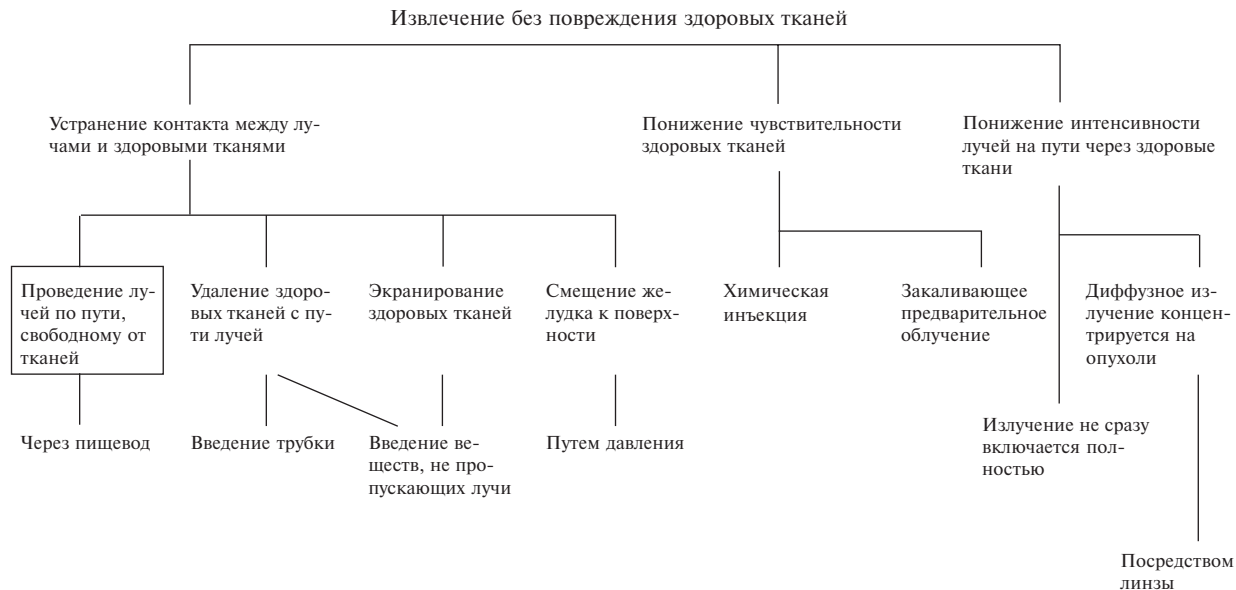 Извлечение без повреждения здоровых тканей
Устранение контакта между лу-
чами и здоровыми тканями
Понижение чувствительности
здоровых тканей
Понижение интенсивности
лучей на пути через здоровые
ткани
Проведение лу-
чей по пути,
свободному от
тканей
Удаление здоро-
вых тканей с пу-
ти лучей
Экранирование
здоровых тканей
Смещение же-
лудка к поверх-
ности
Химическая
инъекция
Закаливающее
предварительное
облучение
Диффузное из-
лучение концен-
трируется на
опухоли
Через пищевод
Введение трубки
Введение ве-
ществ, не про-
пускающих лучи
Путем давления
Излучение не сразу
включается пол-
ностью
Посредством
линзы